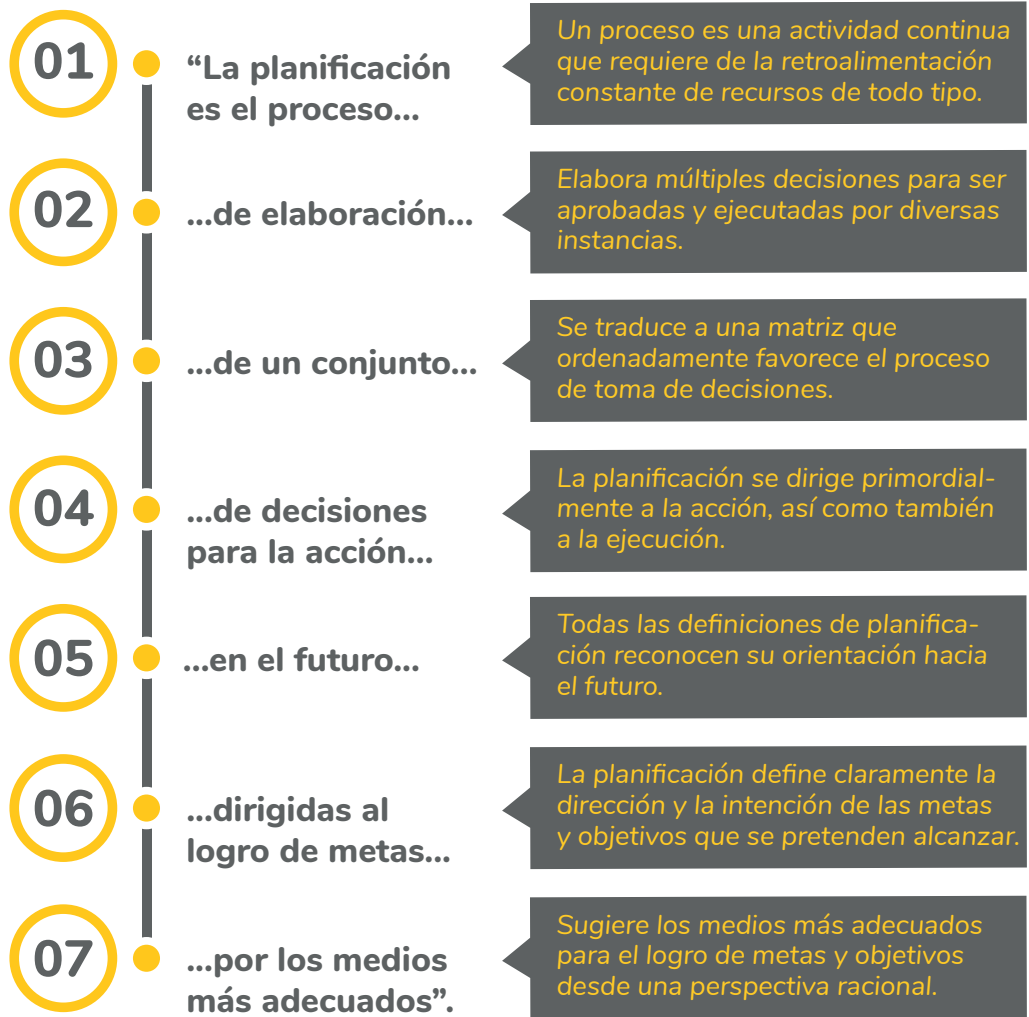 01
“La planificación
es el proceso...
Un proceso es una actividad continua
que requiere de la retroalimentación
constante de recursos de todo tipo.
02
...de elaboración...
Elabora múltiples decisiones para ser
aprobadas y ejecutadas por diversas
instancias.
03
...de un conjunto...
Se traduce a una matriz que
ordenadamente favorece el proceso
de toma de decisiones.
04
...de decisiones
para la acción...
La planificación se dirige primordial-
mente a la acción, así como también
a la ejecución.
05
...en el futuro...
Todas las definiciones de planifica-
ción reconocen su orientación hacia
el futuro.
06
...dirigidas al
logro de metas...
La planificación define claramente la
dirección y la intención de las metas
y objetivos que se pretenden alcanzar.
07
...por los medios
más adecuados”.
Sugiere los medios más adecuados
para el logro de metas y objetivos
desde una perspectiva racional.